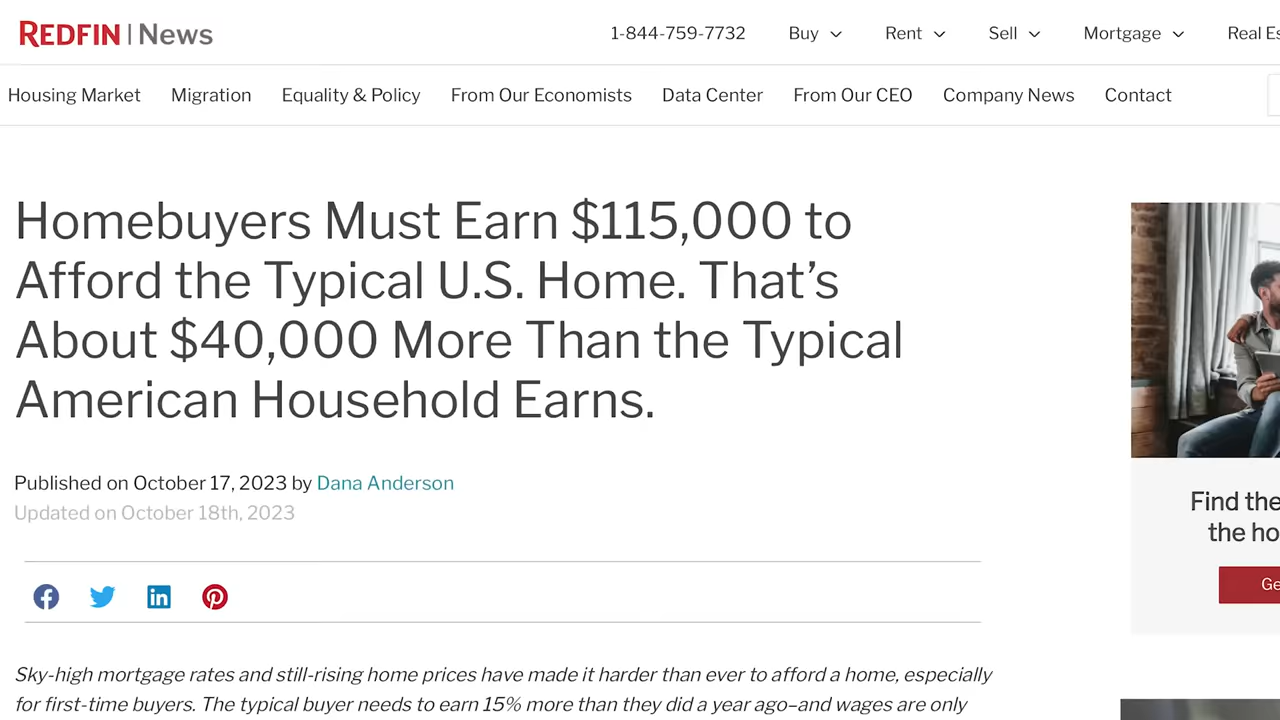 REDFIN | News
1-844-759-7732 Buy Rent Sell Mortgage Real Es
Housing Market Migration Equality & Policy From Our Economists Data Center From Our CEO Company News Contact
Homebuyers Must Earn $115,000 to
Afford the Typical U.S. Home. That’s
About $40,000 More Than the Typical
American Household Earns.
Published on October 17, 2023 by Dana Anderson
Updated on October 18th, 2023
Sky-high mortgage rates and still-rising home prices have made it harder than ever to afford a home, especially
for first-time buyers. The typical buyer needs to earn 15% more than they did a year ago–and wages are only
Find the
the ho
Ge